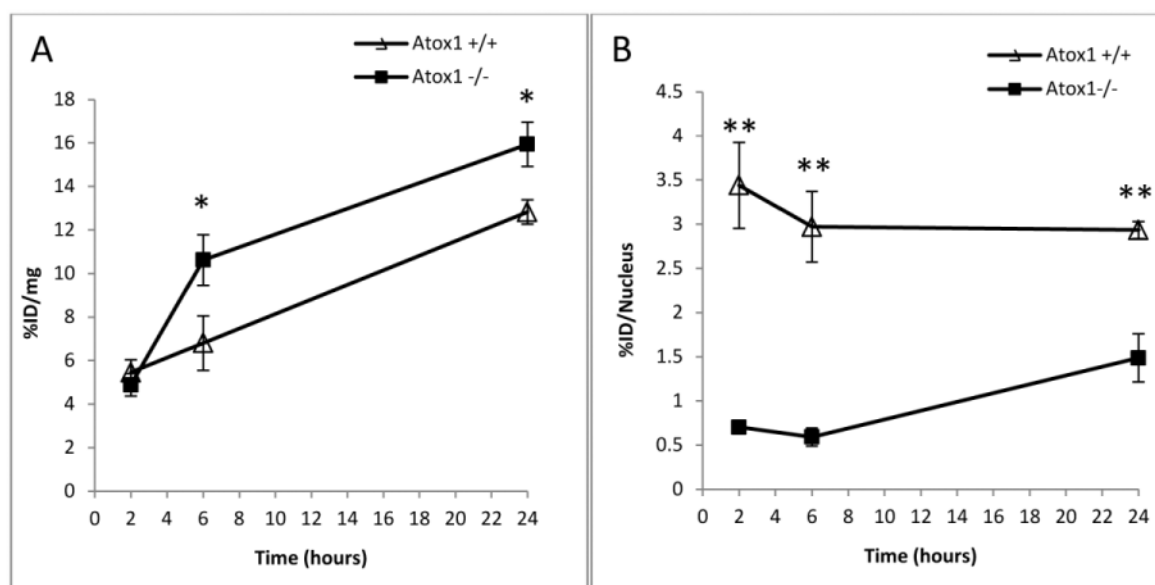 A
Atox1 +/+
Atox1 -/-
%ID/mg
18
16
14
12
10
8
6
4
2
0
*
*
0 2 4 6 8 10 12 14 16 18 20 22 24
Time (hours)
B
Atox1 +/+
Atox1-/-
%ID/Nucleus
4.5
4
3.5
3
2.5
2
1.5
1
0.5
0
**
**
**
0 2 4 6 8 10 12 14 16 18 20 22 24
Time (hours)